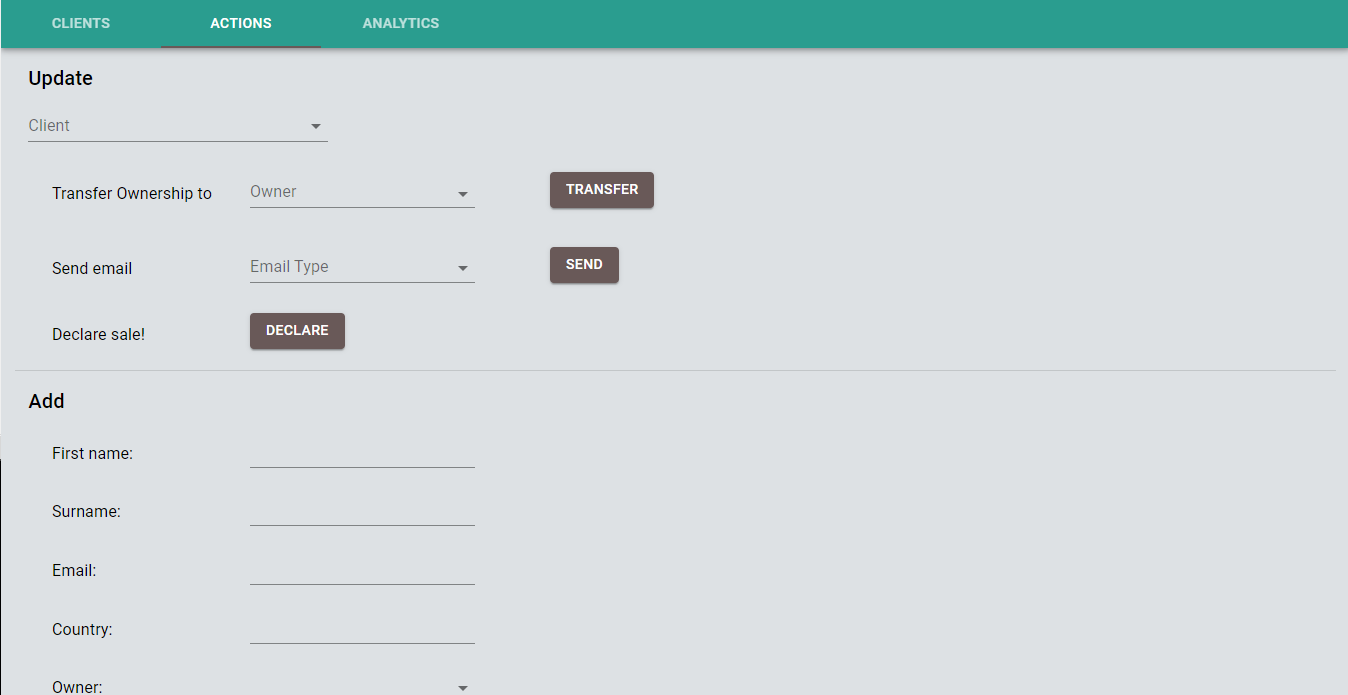 CLIENTS ACTIONS ANALYTICS
Update
Client
Transfer Ownership to Owner TRANSFER
Send email Email Type SEND
Declare sale! DECLARE
Add
First name:
Surname:
Email:
Country:
Owner: